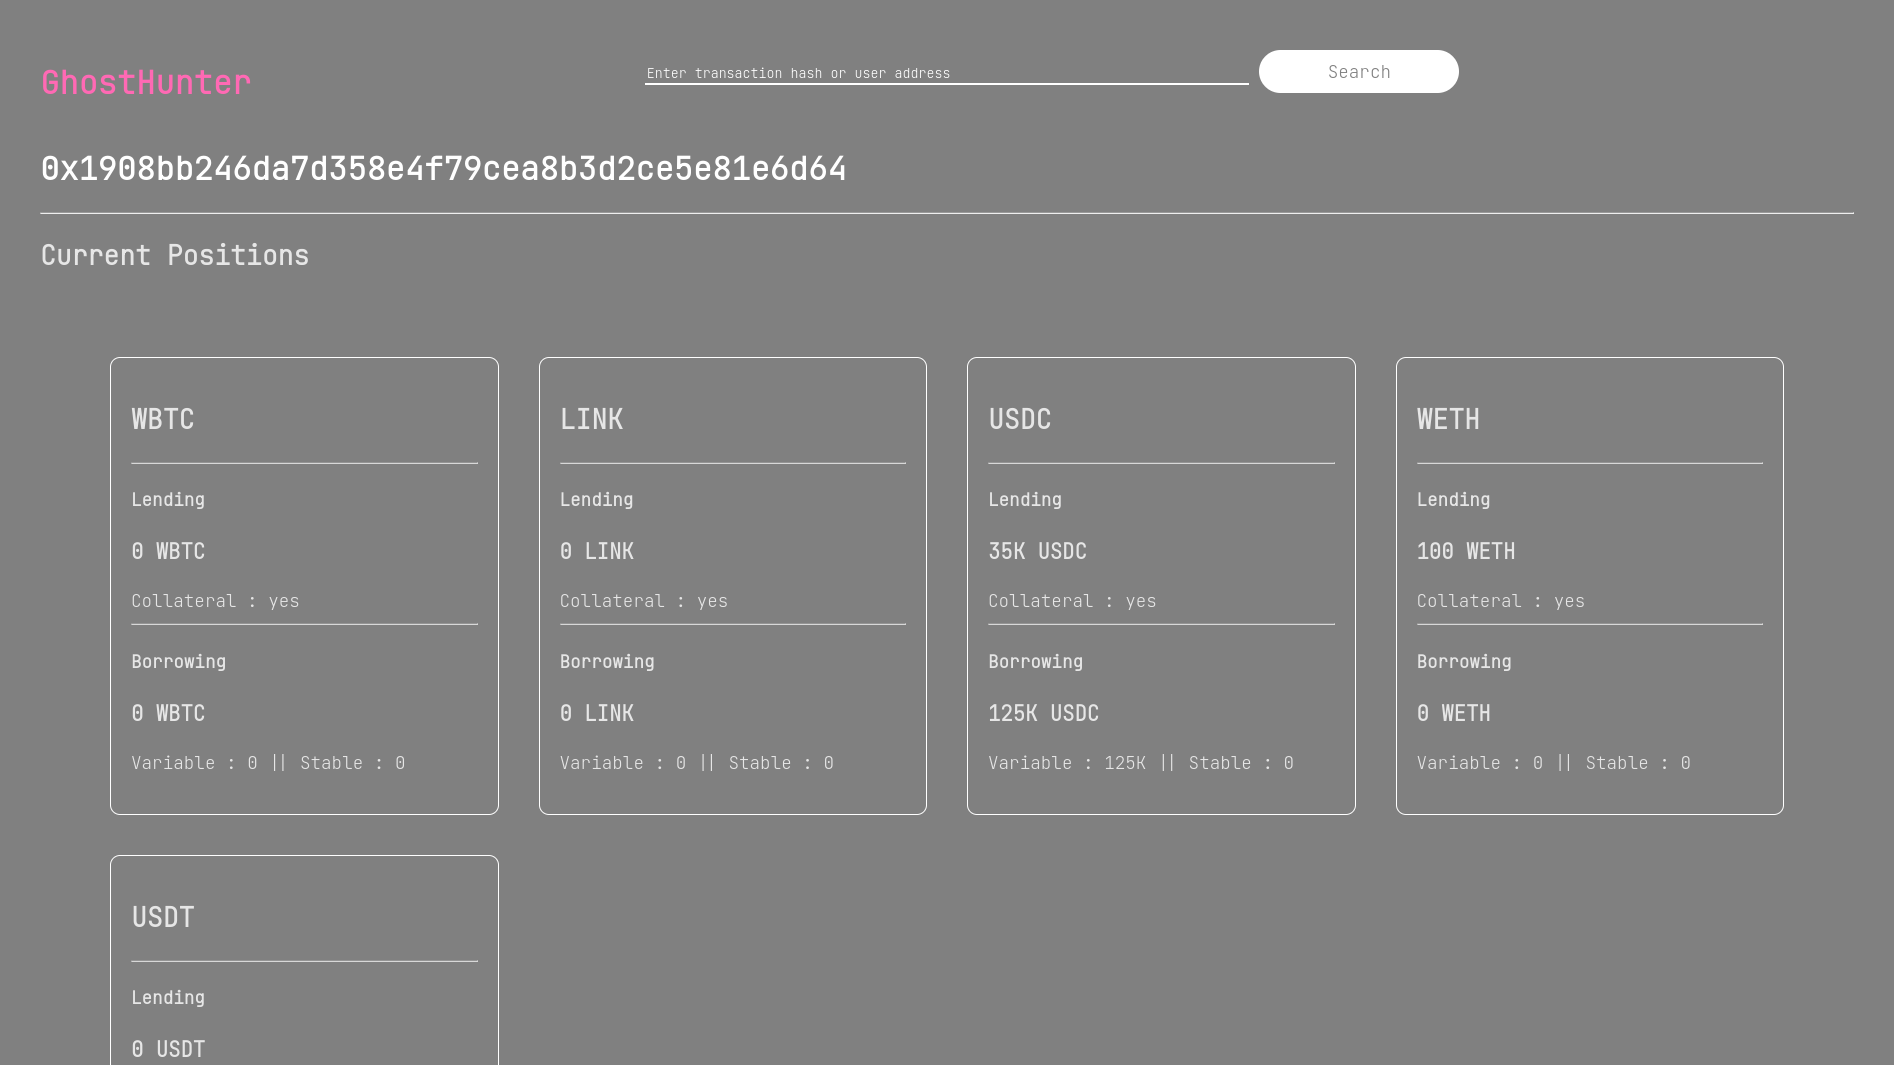 GhostHunter
Enter transaction hash or user address
Search
0x1908bb246da7d358e4f79cea8b3d2ce5e81e6d64
Current Positions
WBTC
Lending
0 WBTC
Collateral : yes
Borrowing
0 WBTC
Variable : 0 || Stable : 0
LINK
Lending
0 LINK
Collateral : yes
Borrowing
0 LINK
Variable : 0 || Stable : 0
USDC
Lending
35K USDC
Collateral : yes
Borrowing
125K USDC
Variable : 125K || Stable : 0
WETH
Lending
100 WETH
Collateral : yes
Borrowing
0 WETH
Variable : 0 || Stable : 0
USDT
Lending
0 USDT